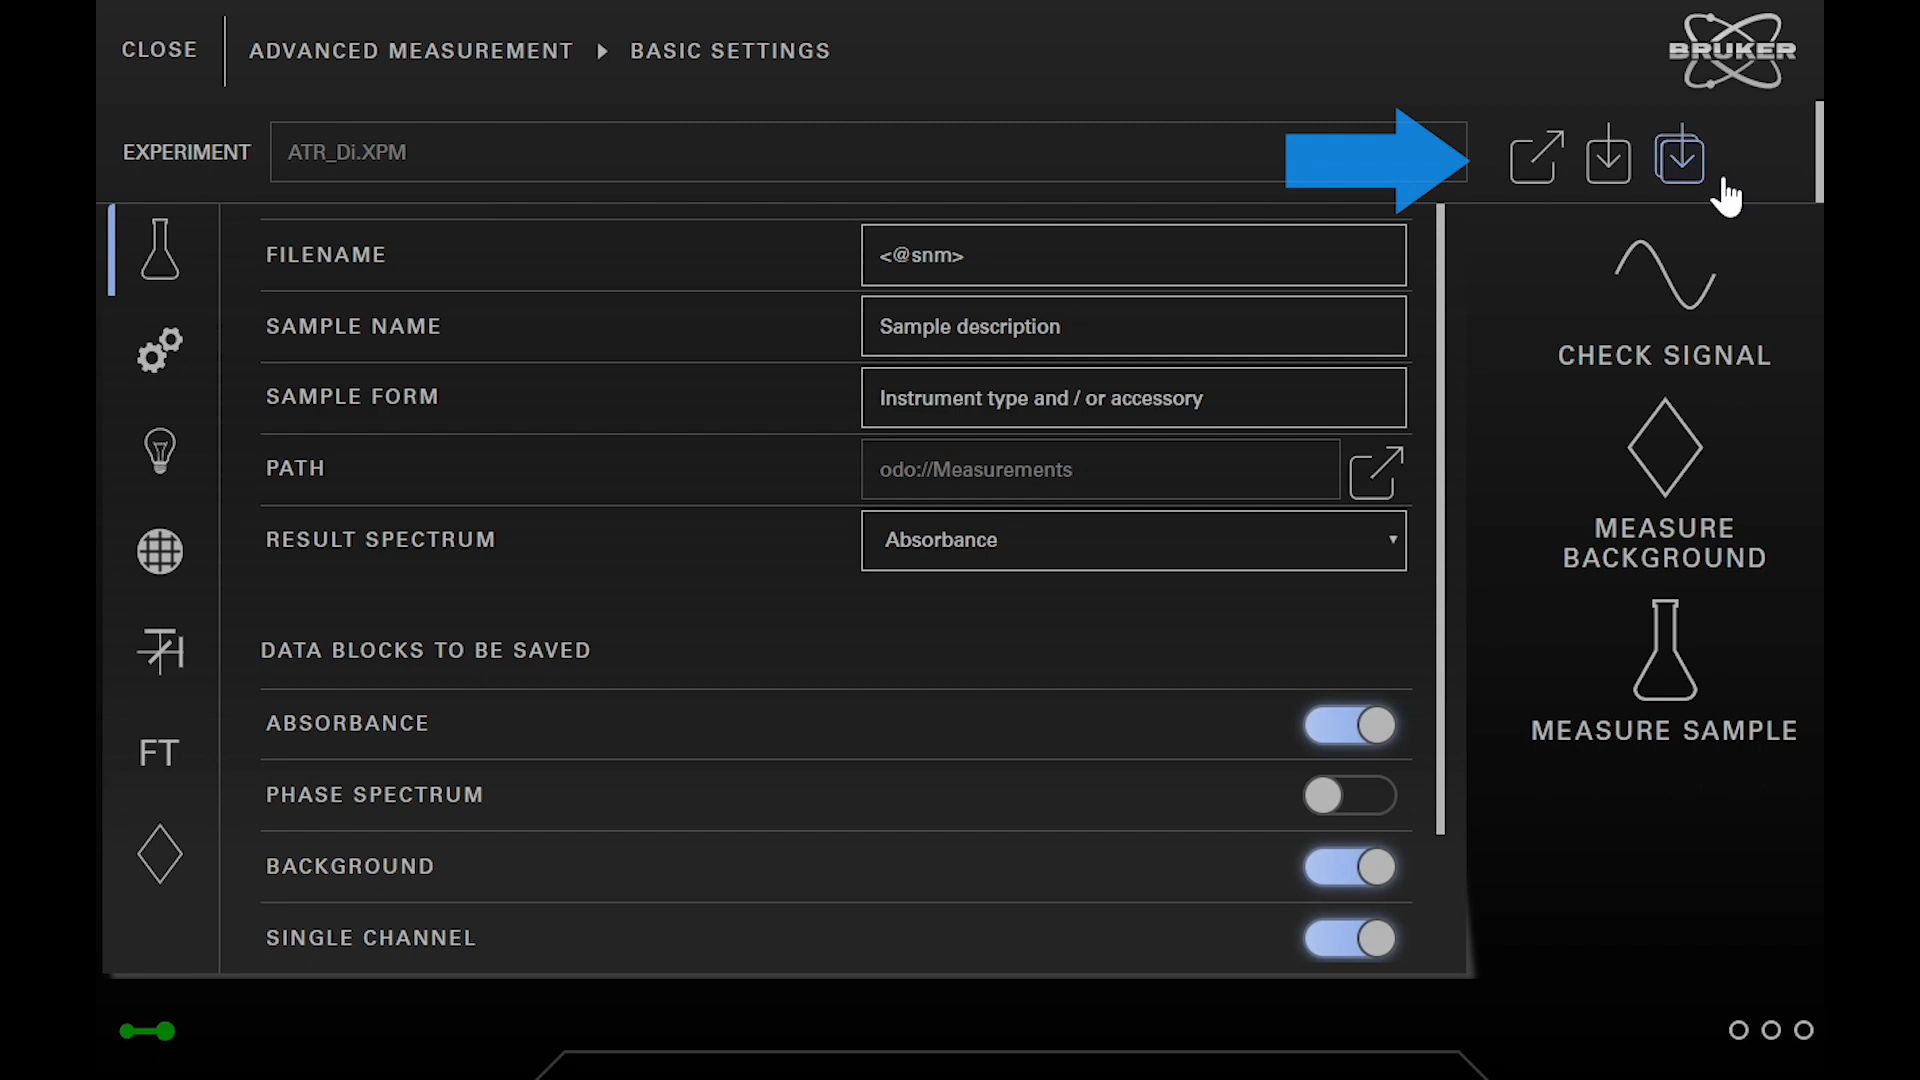 CLOSE
ADVANCED MEASUREMENT ▶ BASIC SETTINGS
BRUKER
EXPERIMENT
ATR_Di.XPM
FILENAME
<@snm>
SAMPLE NAME
Sample description
SAMPLE FORM
Instrument type and / or accessory
PATH
odo://Measurements
RESULT SPECTRUM
Absorbance
DATA BLOCKS TO BE SAVED
ABSORBANCE
PHASE SPECTRUM
BACKGROUND
SINGLE CHANNEL
FT
CHECK SIGNAL
MEASURE
BACKGROUND
MEASURE SAMPLE